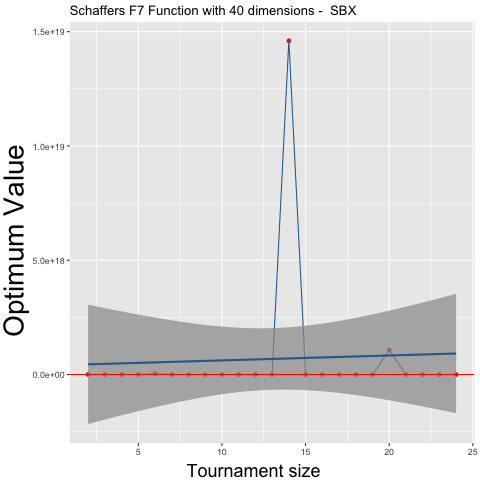 Schaffers F7 Function with 40 dimensions -  SBX
Optimum Value
1.5e+19
1.0e+19
5.0e+18
0.0e+00
5
10
15
20
25
Tournament size